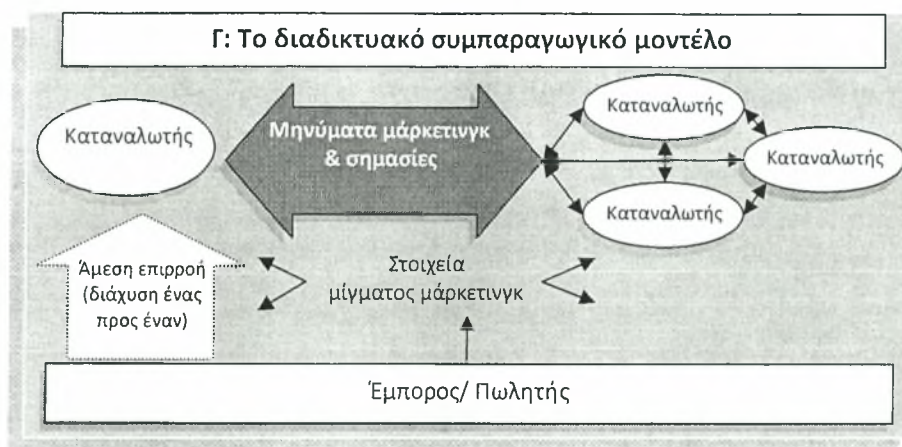 Γ: Το διαδικτυακό συμπαραγωγικό μοντέλο
Καταναλωτής
Μηνύματα μάρκετινγκ
& σημασίες
Καταναλωτής
Καταναλωτής
Καταναλωτής
Άμεση επιρροή
(διάχυση ένας
προς έναν)
Στοιχεία
μίγματος μάρκετινγκ
Έμπορος/ Πωλητής